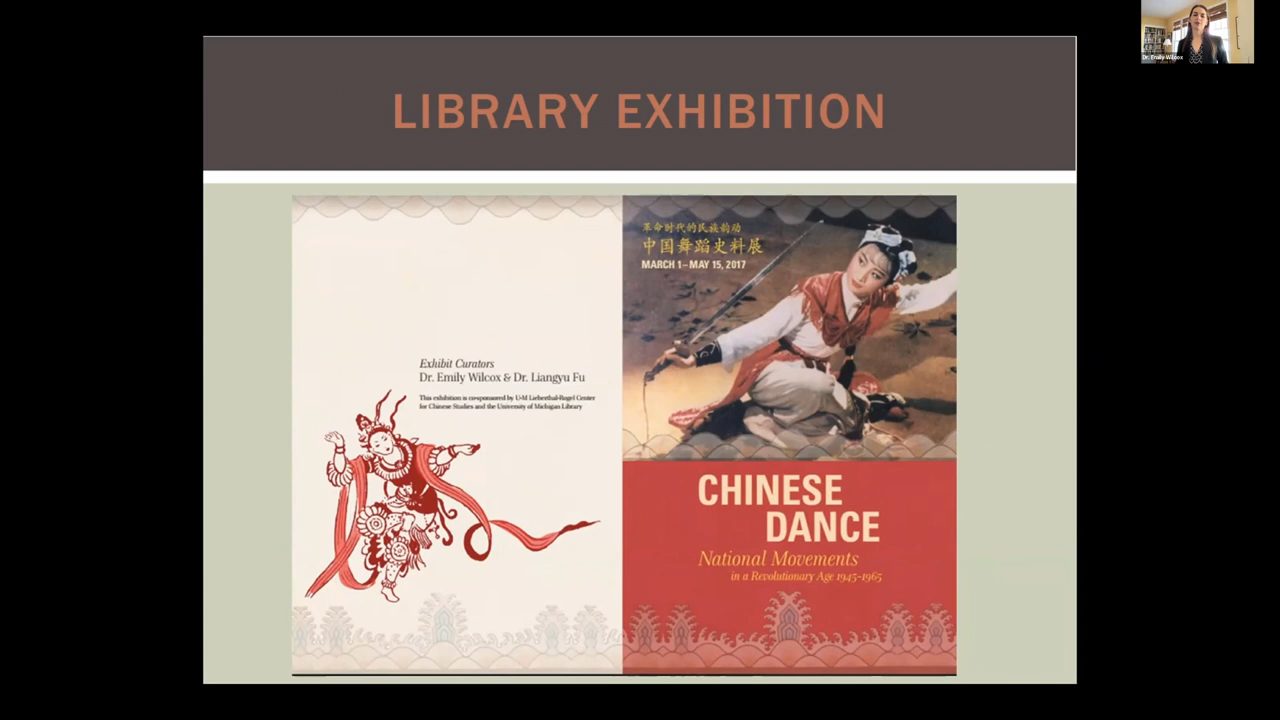 LIBRARY EXHIBITION
Exhibit Curators
Dr. Emily Wilcox & Dr. Liangyu Fu
This exhibition is co-sponsored by U-M Lieberthal-Rogel Center
for Chinese Studies and the University of Michigan Library
革命时代的民族韵动
中国舞蹈史料展
MARCH 1–MAY 15, 2017
CHINESE
DANCE
National Movements
in a Revolutionary Age 1945-1965
Dr. Emily Wilcox